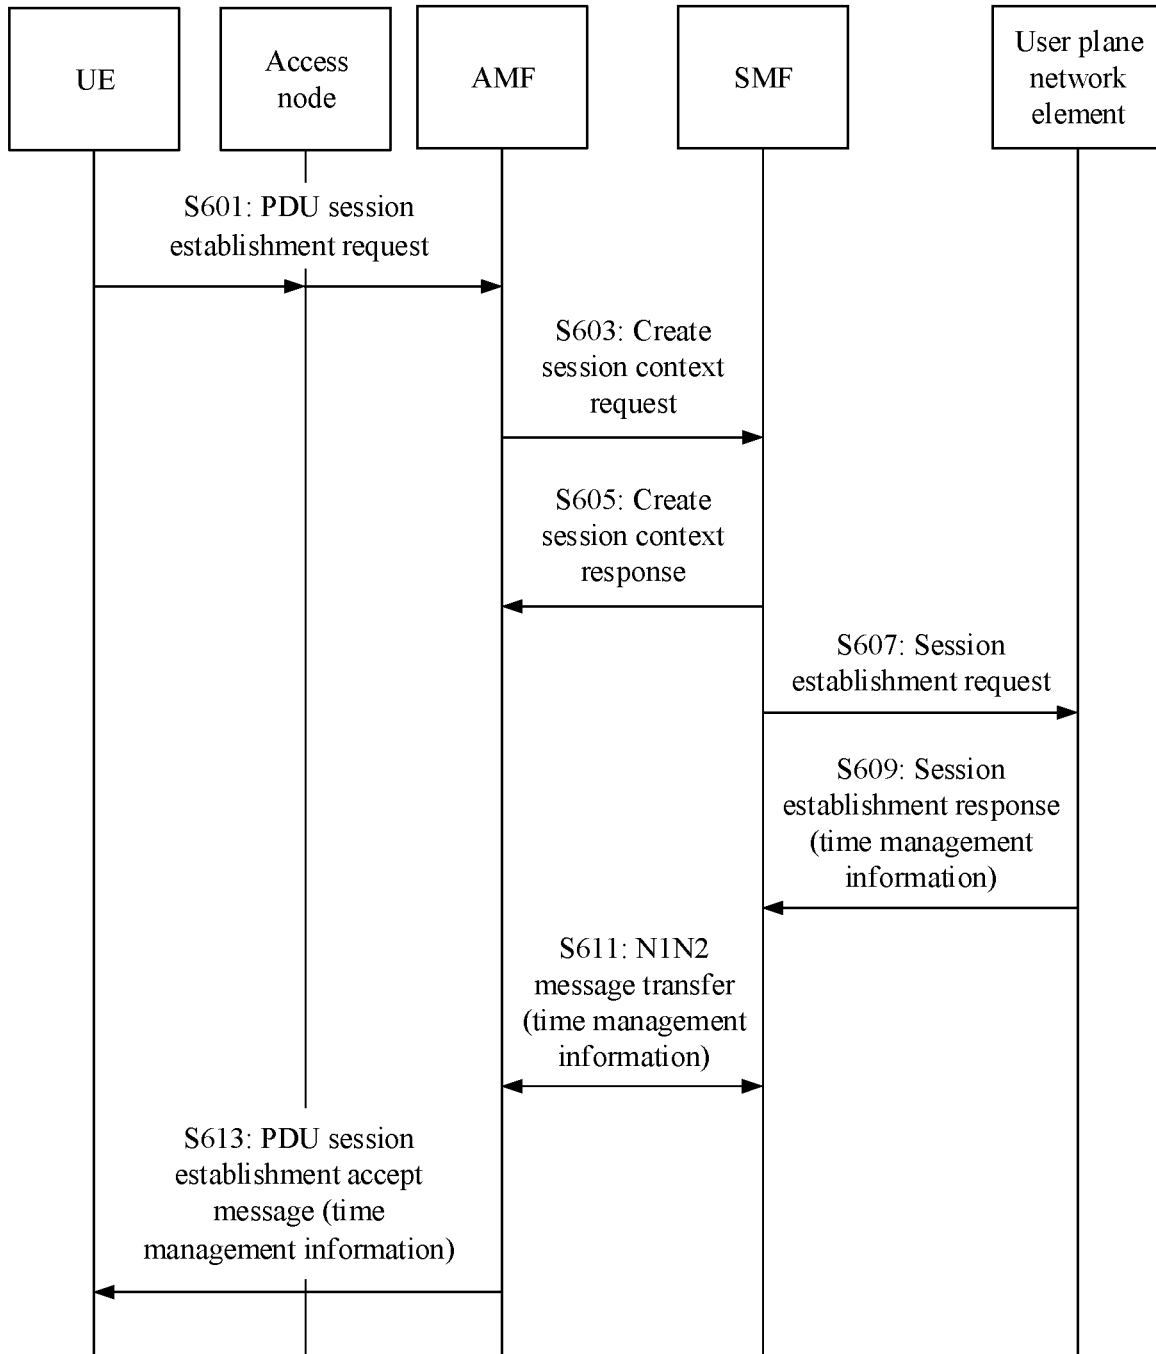 UE
Access
node
AMF
SMF
User plane
network
element
S601: PDU session
establishment request
S603: Create
session context
request
S605: Create
session context
response
S607: Session
establishment request
S609: Session
establishment response
(time management
information)
S611: N1N2
message transfer
(time management
information)
S613: PDU session
establishment accept
message (time
management information)